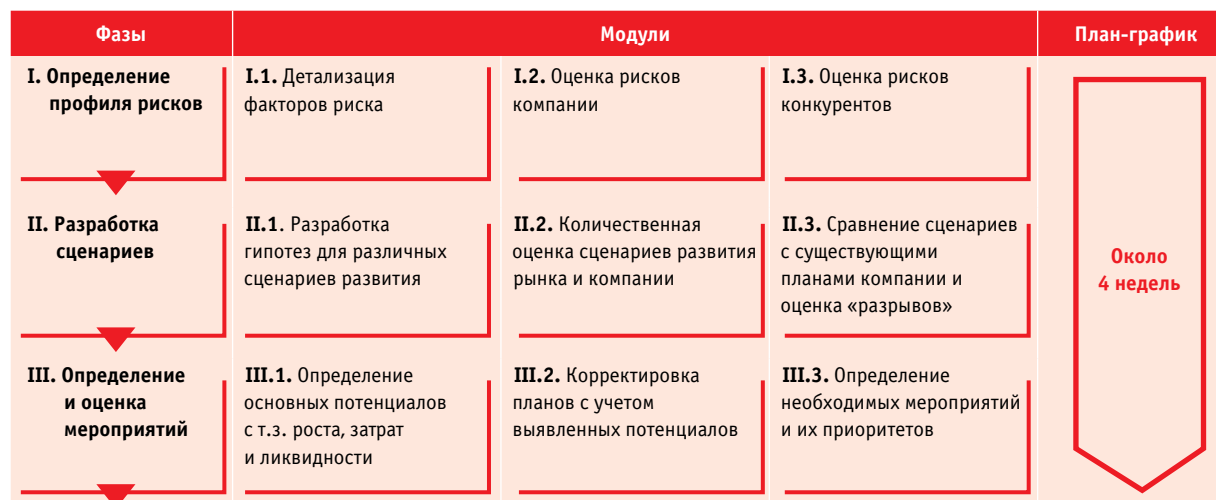 Фазы
Модули
План-график
I. Определение
профиля рисков
I.1. Детализация
факторов риска
I.2. Оценка рисков
компании
I.3. Оценка рисков
конкурентов
II. Разработка
сценариев
II.1. Разработка
гипотез для различных
сценариев развития
II.2. Количественная
оценка сценариев развития
рынка и компании
II.3. Сравнение сценариев
с существующими
планами компании и
оценка «разрывов»
Около
4 недель
III. Определение
и оценка
мероприятий
III.1. Определение
основных потенциалов
с т.з. роста, затрат
и ликвидности
III.2. Корректировка
планов с учетом
выявленных потенциалов
III.3. Определение
необходимых мероприятий
и их приоритетов